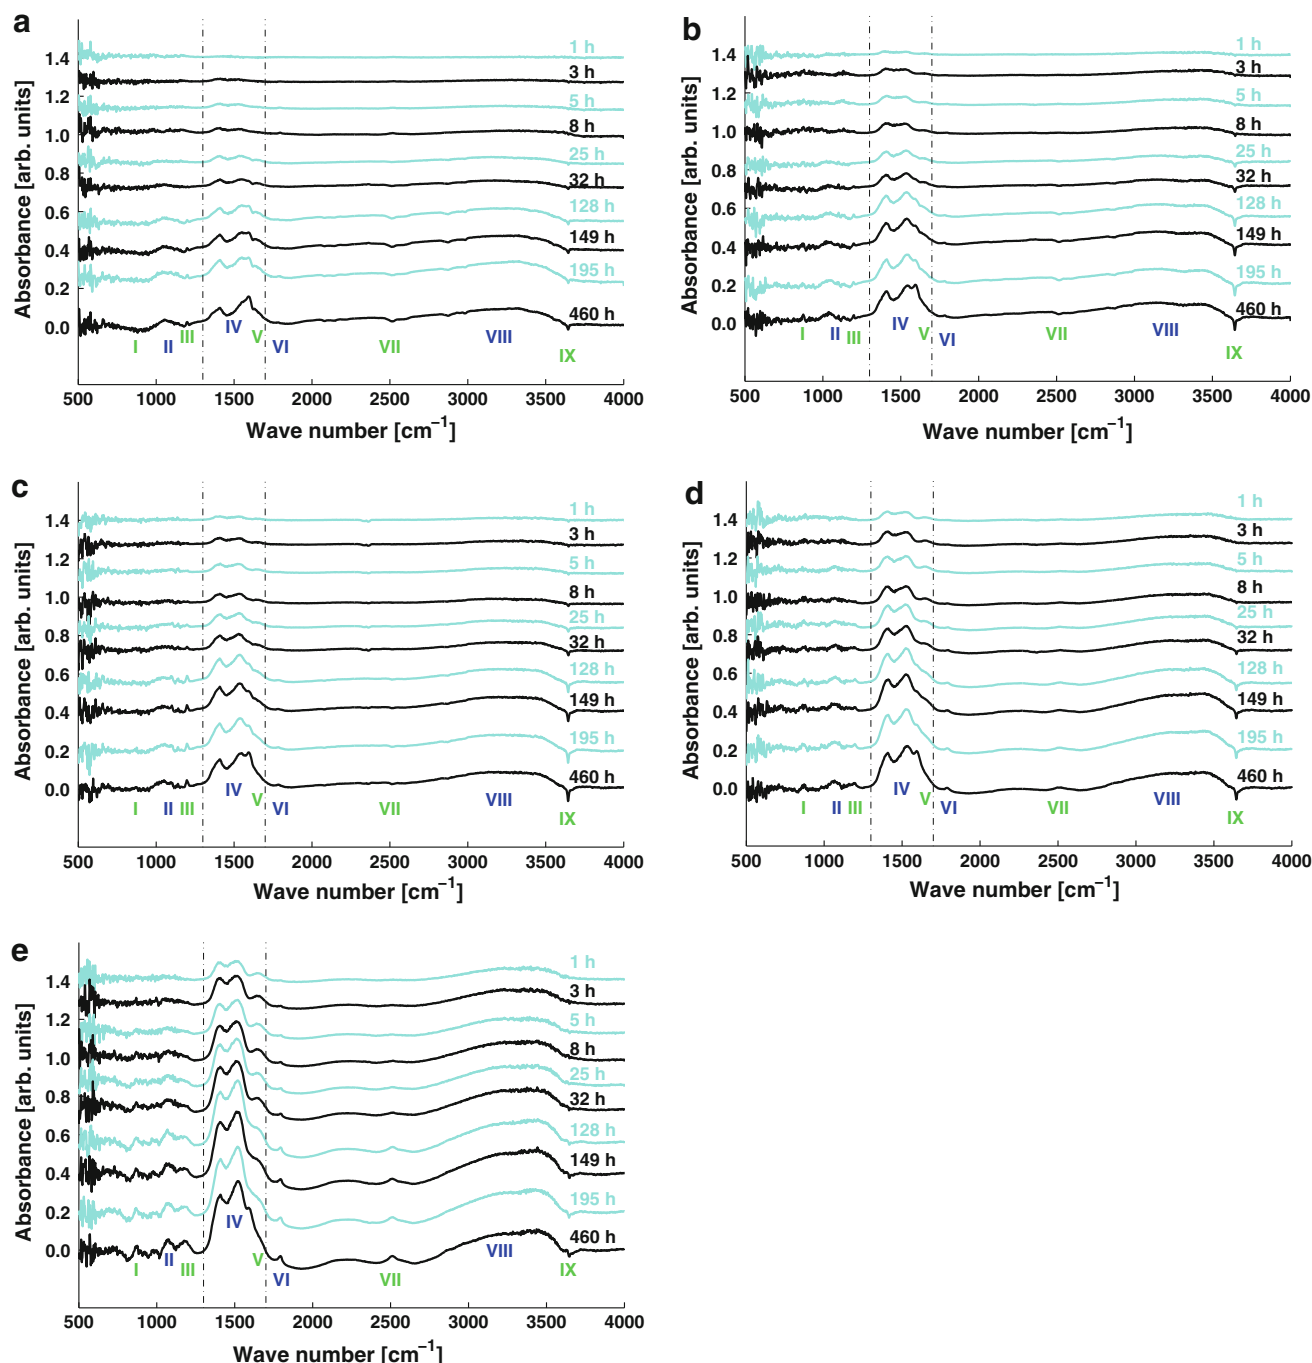 a
Absorbance [arb. units]
1.4
1.2
1.0
0.8
0.6
0.4
0.2
0.0
1 h
3 h
5 h
8 h
25 h
32 h
128 h
149 h
195 h
460 h
I II III IV V VI VII VIII IX
500 1000 1500 2000 2500 3000 3500 4000
Wave number [cm⁻¹]
b
Absorbance [arb. units]
1.4
1.2
1.0
0.8
0.6
0.4
0.2
0.0
1 h
3 h
5 h
8 h
25 h
32 h
128 h
149 h
195 h
460 h
I II III IV V VI VII VIII IX
500 1000 1500 2000 2500 3000 3500 4000
Wave number [cm⁻¹]
c
Absorbance [arb. units]
1.4
1.2
1.0
0.8
0.6
0.4
0.2
0.0
1 h
3 h
5 h
8 h
25 h
32 h
128 h
149 h
195 h
460 h
I II III IV V VI VII VIII IX
500 1000 1500 2000 2500 3000 3500 4000
Wave number [cm⁻¹]
d
Absorbance [arb. units]
1.4
1.2
1.0
0.8
0.6
0.4
0.2
0.0
1 h
3 h
5 h
8 h
25 h
32 h
128 h
149 h
195 h
460 h
I II III IV V VI VII VIII IX
500 1000 1500 2000 2500 3000 3500 4000
Wave number [cm⁻¹]
e
Absorbance [arb. units]
1.4
1.2
1.0
0.8
0.6
0.4
0.2
0.0
1 h
3 h
5 h
8 h
25 h
32 h
128 h
149 h
195 h
460 h
I II III IV V VI VII VIII IX
500 1000 1500 2000 2500 3000 3500 4000
Wave number [cm⁻¹]